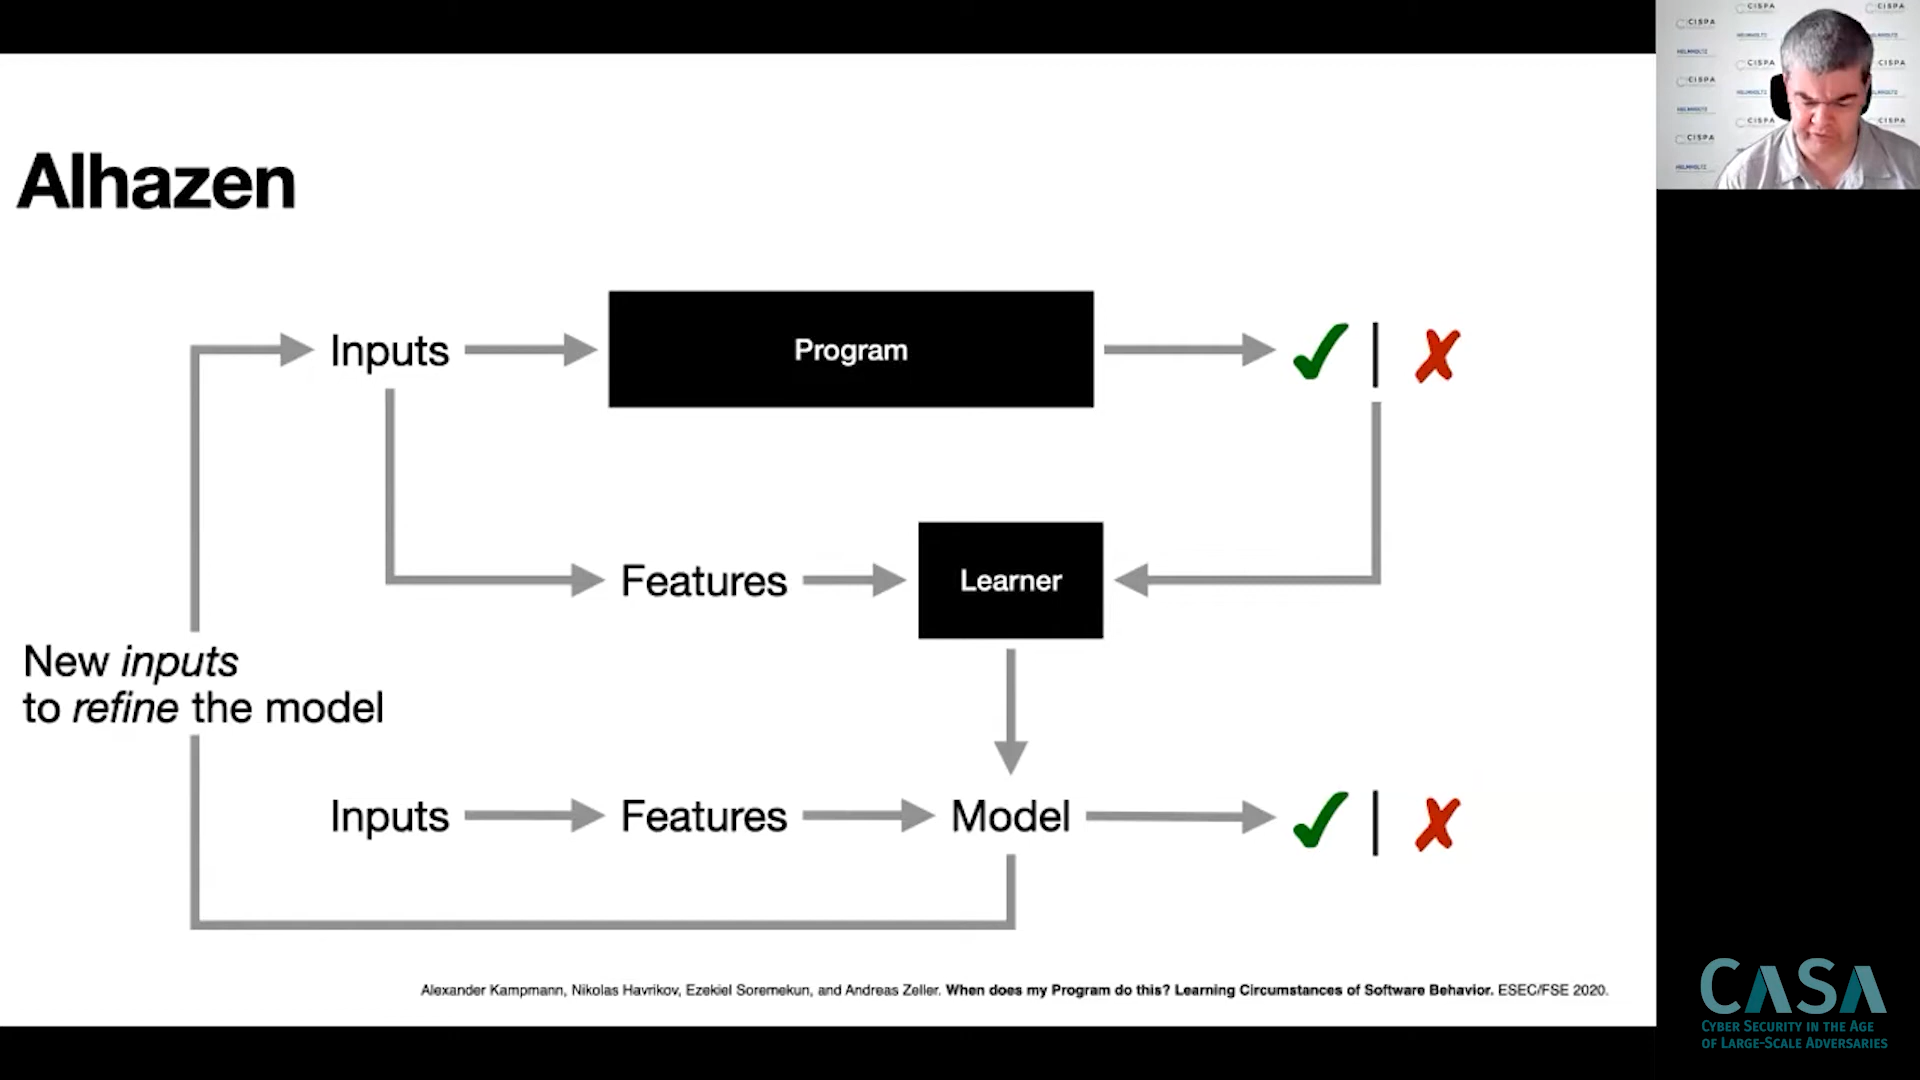 Alhazen
Inputs
Program
✔ | ✘
Features
Learner
New inputs
to refine the model
Inputs
Features
Model
✔ | ✘
Alexander Kampmann, Nikolas Havrikov, Ezekiel Soremekun, and Andreas Zeller. When does my Program do this? Learning Circumstances of Software Behavior. ESEC/FSE 2020.
CISPA
HELMHOLTZ
CASA
CYBER SECURITY IN THE AGE
OF LARGE-SCALE ADVERSARIES